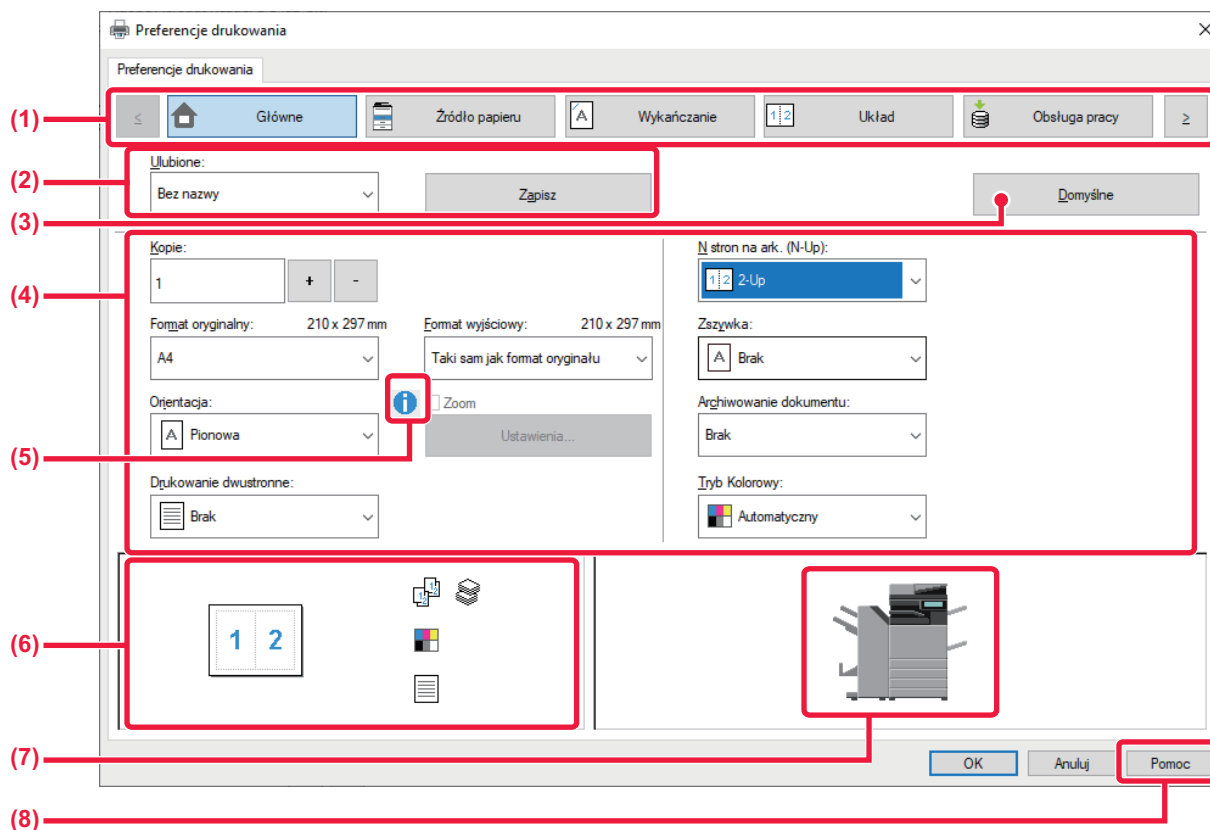 Preferencje drukowania
Preferencje drukowania
(1)
≤ Główne Źródło papieru Wykańczanie Układ Obsługa pracy ≥
Ulubione:
(2)
Bez nazwy Zapisz Domyślne
(3)
Kopie: N stron na ark. (N-Up):
(4)
1 + - 2-Up
Format oryginalny: 210 x 297 mm Format wyjściowy: 210 x 297 mm Zszywka:
A4 Taki sam jak format oryginału Brak
Orientacja: Zoom Archiwowanie dokumentu:
Pionowa Ustawienia... Brak
(5)
Drukowanie dwustronne: Tryb Kolorowy:
Brak Automatyczny
(6)
1 2
(7)
OK Anuluj Pomoc
(8)